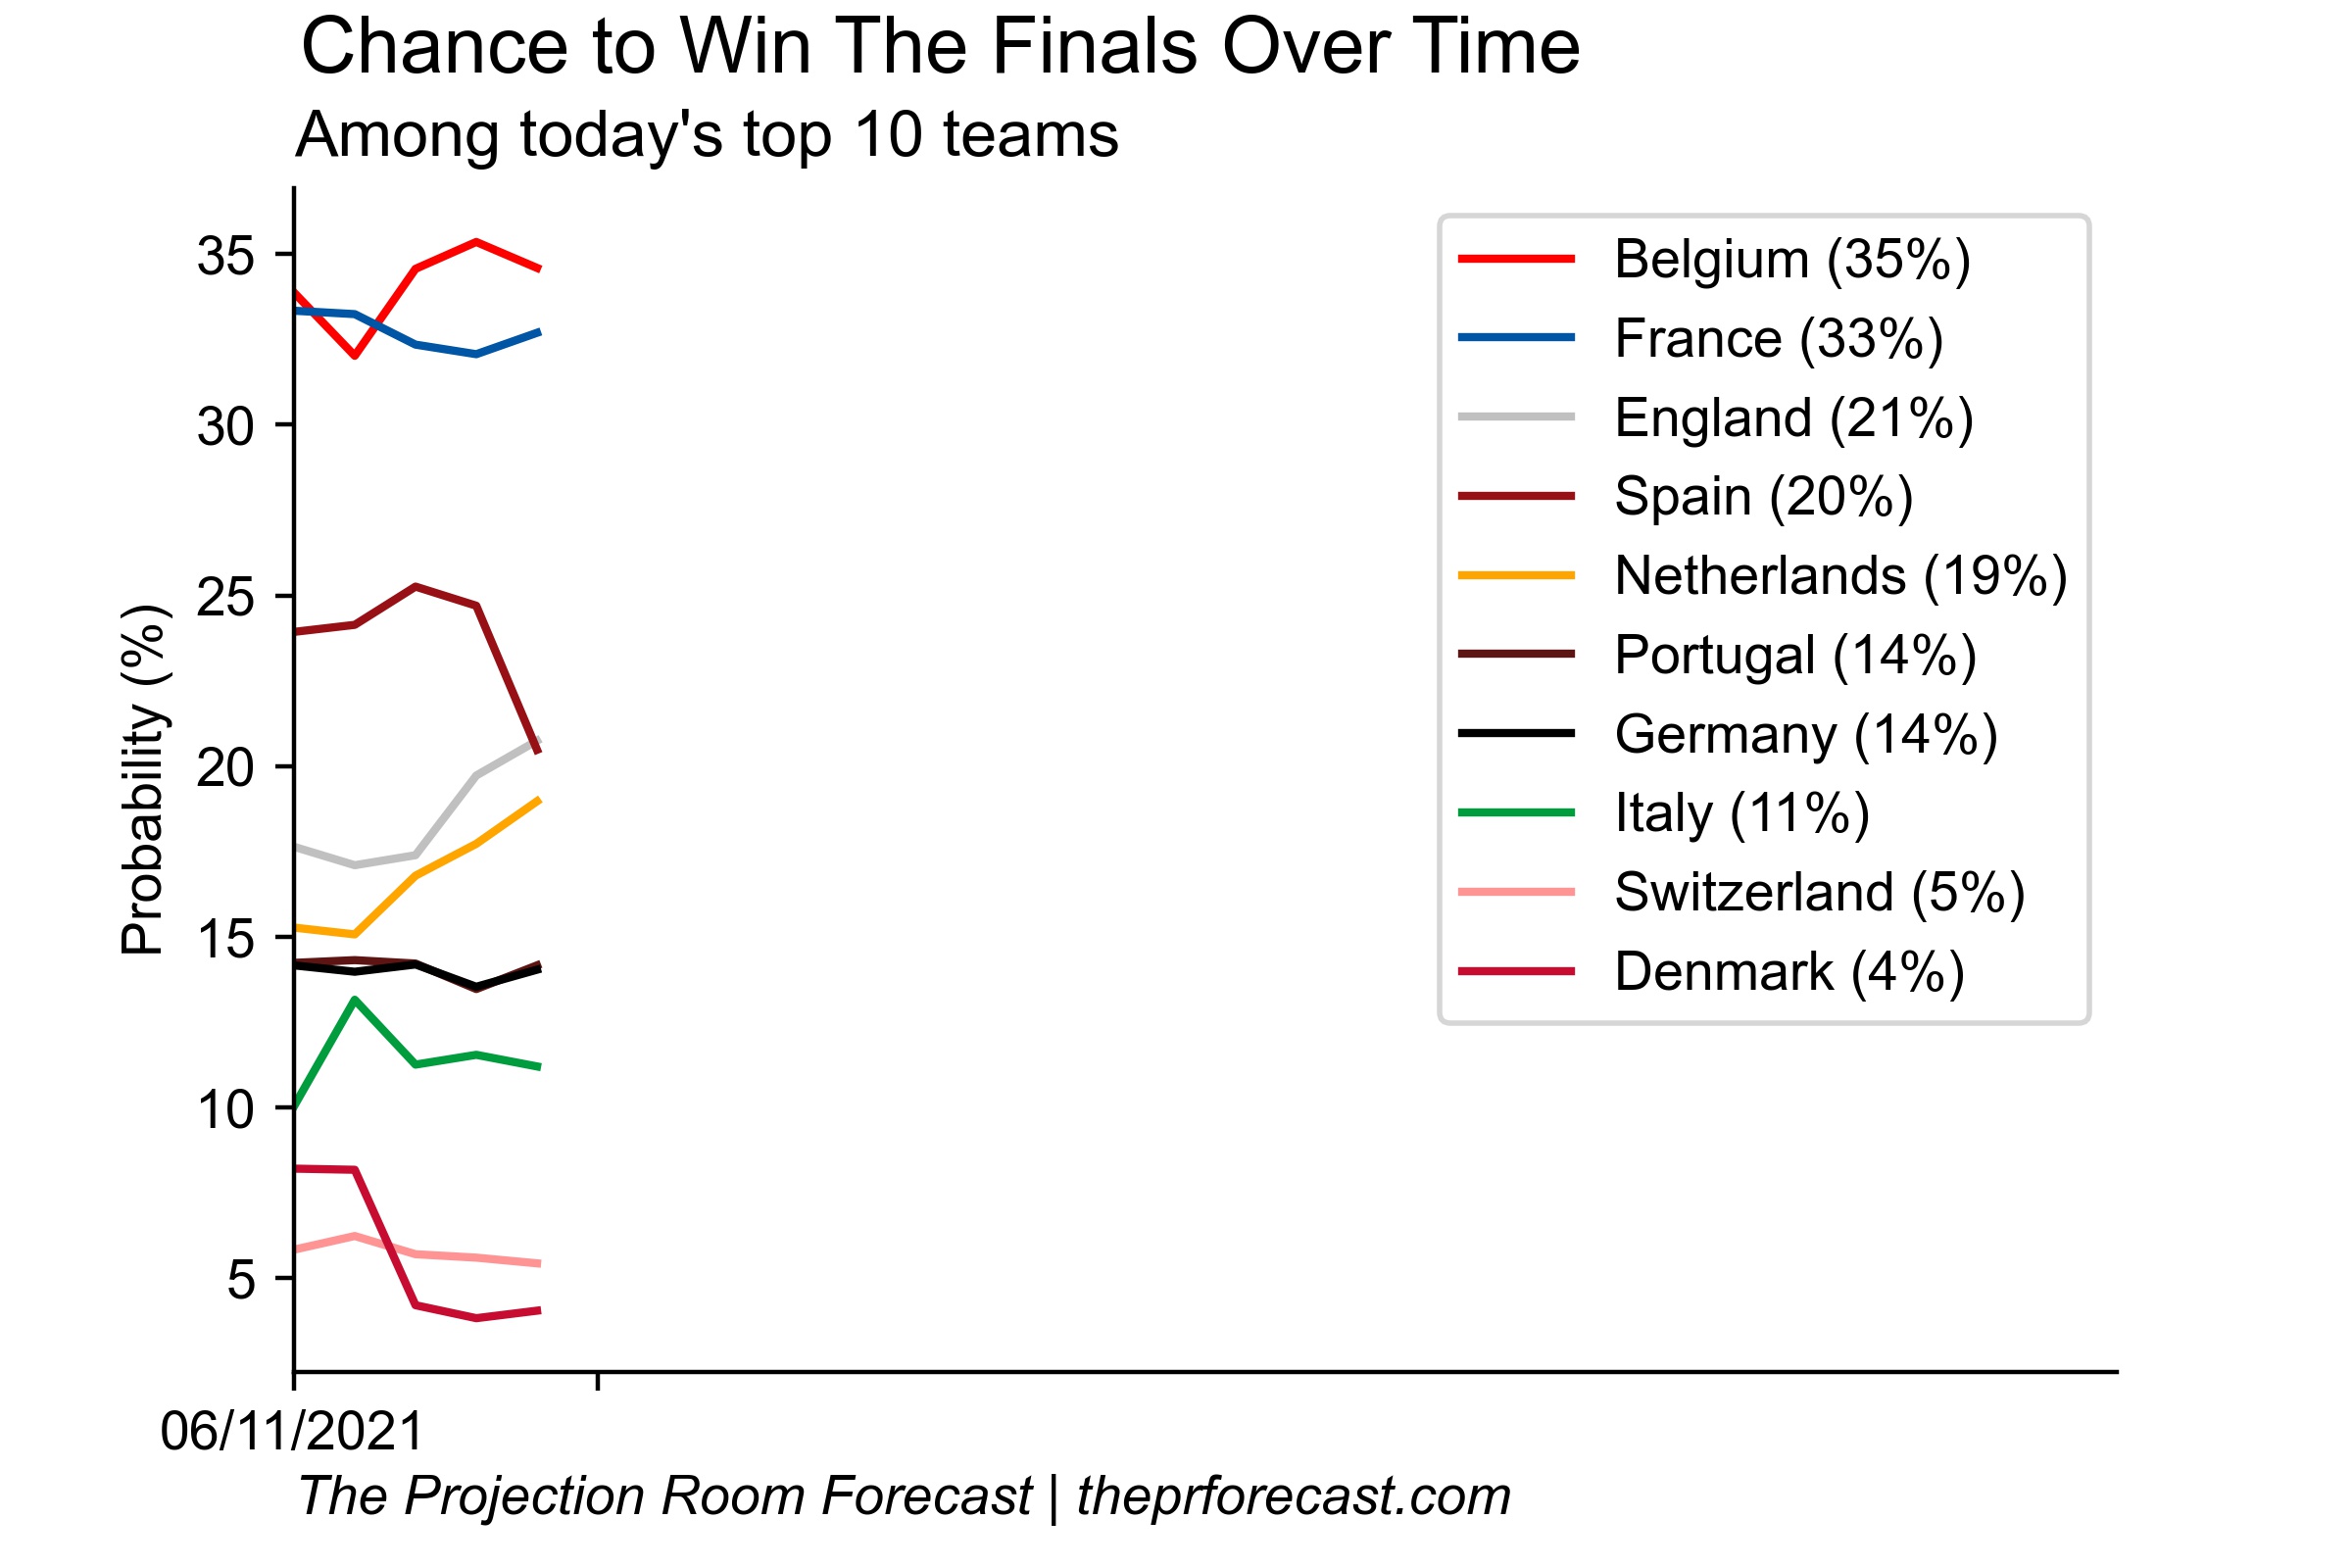 Chance to Win The Finals Over Time
Among today's top 10 teams
Probability (%)
35
30
25
20
15
10
5
Belgium (35%)
France (33%)
England (21%)
Spain (20%)
Netherlands (19%)
Portugal (14%)
Germany (14%)
Italy (11%)
Switzerland (5%)
Denmark (4%)
06/11/2021
The Projection Room Forecast | theprforecast.com